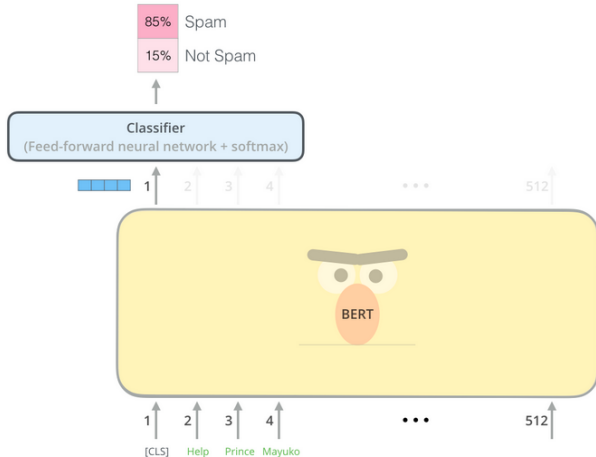 85% Spam
15% Not Spam
Classifier
(Feed-forward neural network + softmax)
1 2 3 4 ••• 512
BERT
1 2 3 4 ••• 512
[CLS] Help Prince Mayuko